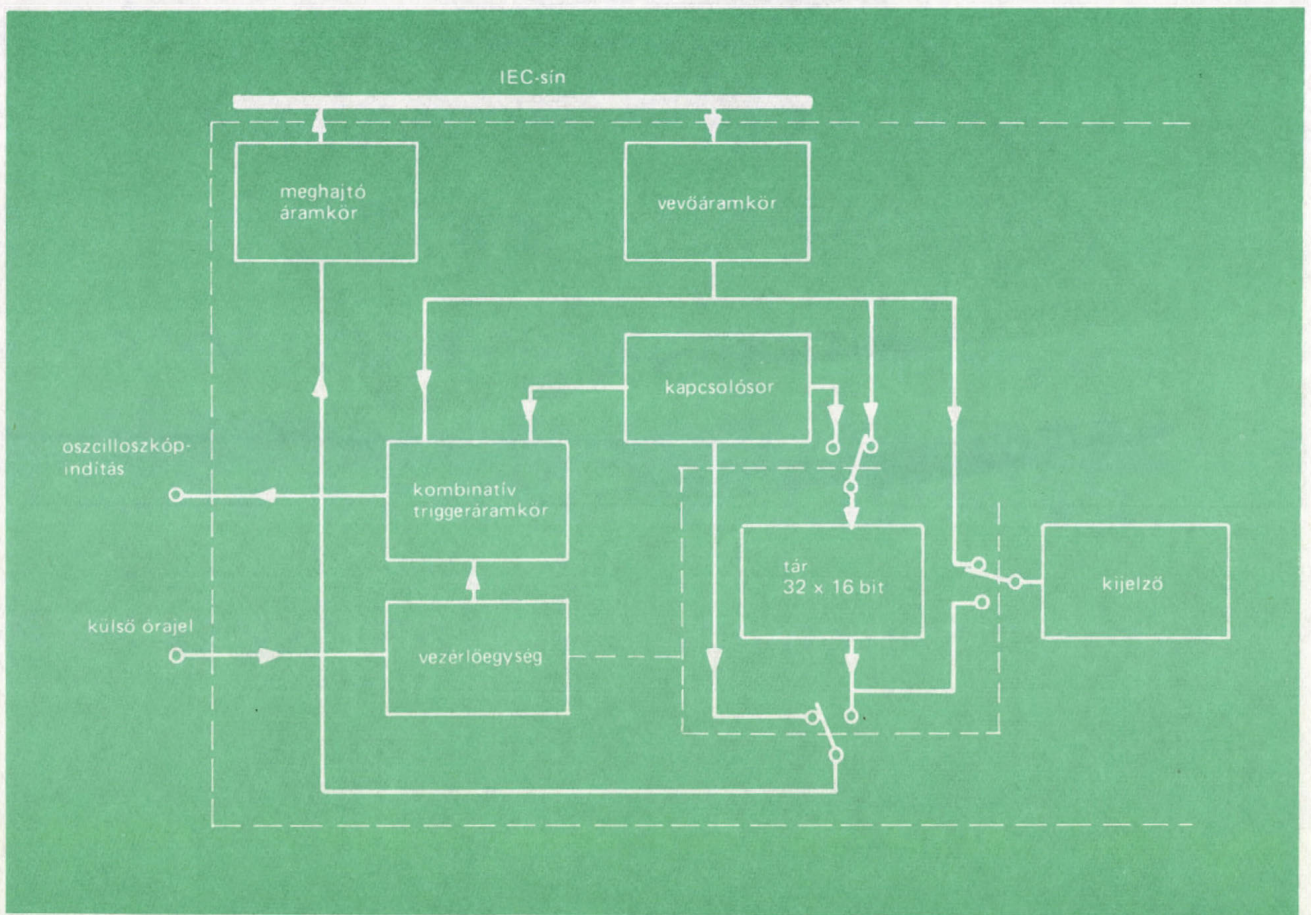 IEC-sín
meghajtó
áramkör
vevőáramkör
kapcsolósor
oszcilloszkóp-
indítás
kombinatív
triggeráramkör
tár
32 x 16 bit
kijelző
külső órajel
vezérlőegység